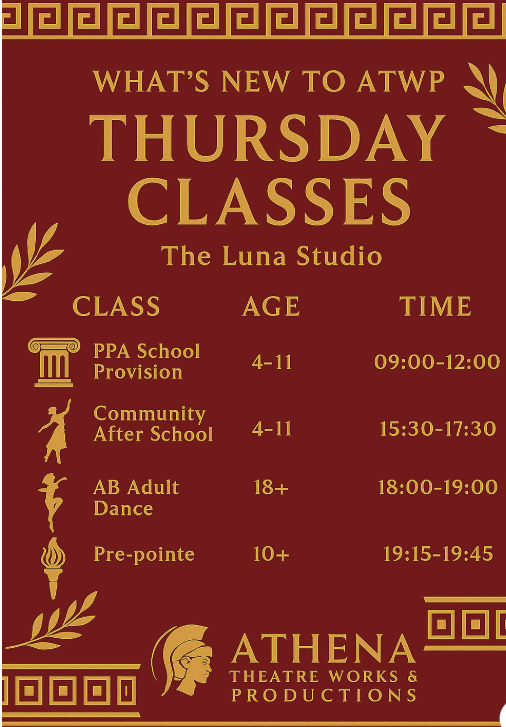 WHAT'S NEW TO ATWP
THURSDAY
CLASSES
The Luna Studio
CLASS AGE TIME
PPA School
Provision 4-11 09:00-12:00
Community
After School 4-11 15:30-17:30
AB Adult 18+ 18:00-19:00
Dance
Pre-pointe 10+ 19:15-19:45
ATHENA
THEATRE WORKS &
PRODUCTIONS